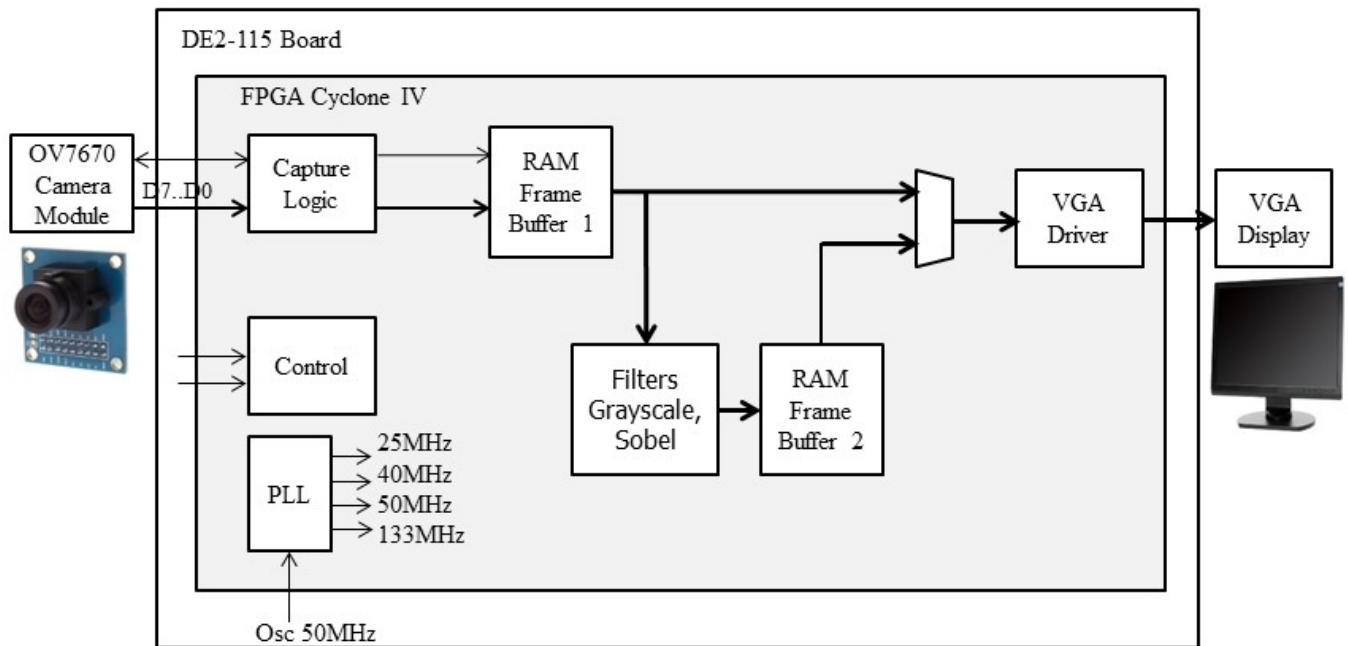 DE2-115 Board
FPGA Cyclone IV
OV7670
Camera
Module
D7..D0
Capture
Logic
RAM
Frame
Buffer 1
VGA
Driver
VGA
Display
Control
Filters
Grayscale,
Sobel
RAM
Frame
Buffer 2
PLL
25MHz
40MHz
50MHz
133MHz
Osc 50MHz